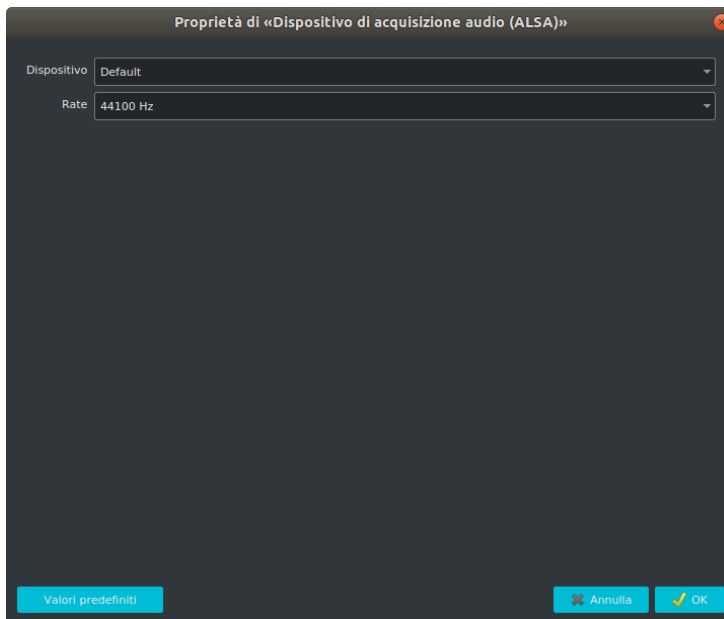 Proprietà di «Dispositivo di acquisizione audio (ALSA)»
Dispositivo Default
Rate 44100 Hz
Valori predefiniti Annulla OK